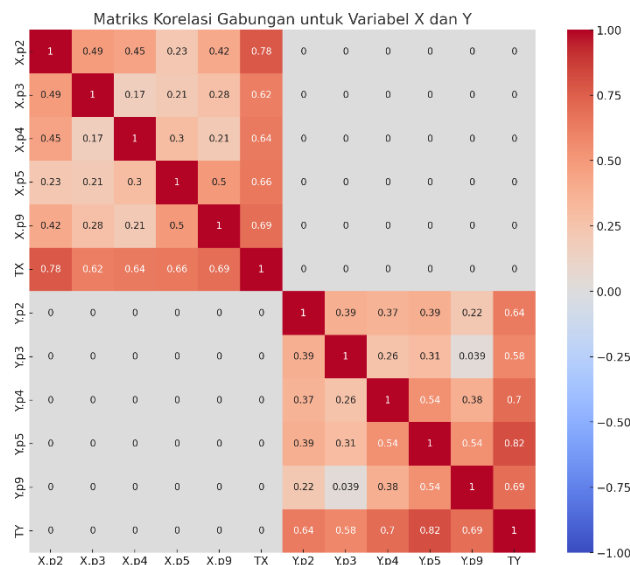 Matriks Korelasi Gabungan untuk Variabel X dan Y
X.p2 1 0.49 0.45 0.23 0.42 0.78 0 0 0 0 0 0
X.p3 0.49 1 0.17 0.21 0.28 0.62 0 0 0 0 0 0
X.p4 0.45 0.17 1 0.3 0.21 0.64 0 0 0 0 0 0
X.p5 0.23 0.21 0.3 1 0.5 0.66 0 0 0 0 0 0
X.p9 0.42 0.28 0.21 0.5 1 0.69 0 0 0 0 0 0
TX 0.78 0.62 0.64 0.66 0.69 1 0 0 0 0 0 0
Y.p2 0 0 0 0 0 0 1 0.39 0.37 0.39 0.22 0.64
Y.p3 0 0 0 0 0 0 0.39 1 0.26 0.31 0.039 0.58
Y.p4 0 0 0 0 0 0 0.37 0.26 1 0.54 0.38 0.7
Y.p5 0 0 0 0 0 0 0.39 0.31 0.54 1 0.54 0.82
Y.p9 0 0 0 0 0 0 0.22 0.039 0.38 0.54 1 0.69
TY 0 0 0 0 0 0 0.64 0.58 0.7 0.82 0.69 1
X.p2 X.p3 X.p4 X.p5 X.p9 TX Y.p2 Y.p3 Y.p4 Y.p5 Y.p9 TY
1.00
0.75
0.50
0.25
0.00
−0.25
−0.50
−0.75
−1.00